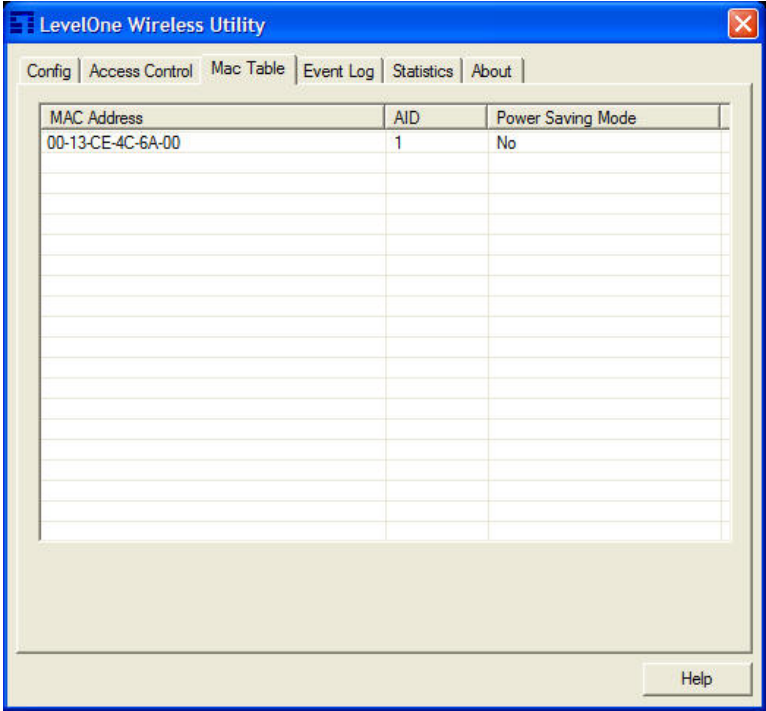 LevelOne Wireless Utility
Config Access Control Mac Table Event Log Statistics About
MAC Address AID Power Saving Mode
00-13-CE-4C-6A-00 1 No
Help